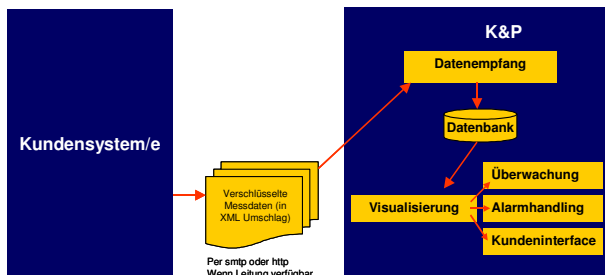 Kundensystem/e
Verschlüsselte
Messdaten (in
XML Umschlag)
Per smtp oder http
Wenn Leitung verfügbar
K&P
Datenempfang
Datenbank
Visualisierung
Überwachung
Alarmhandling
Kundeninterface